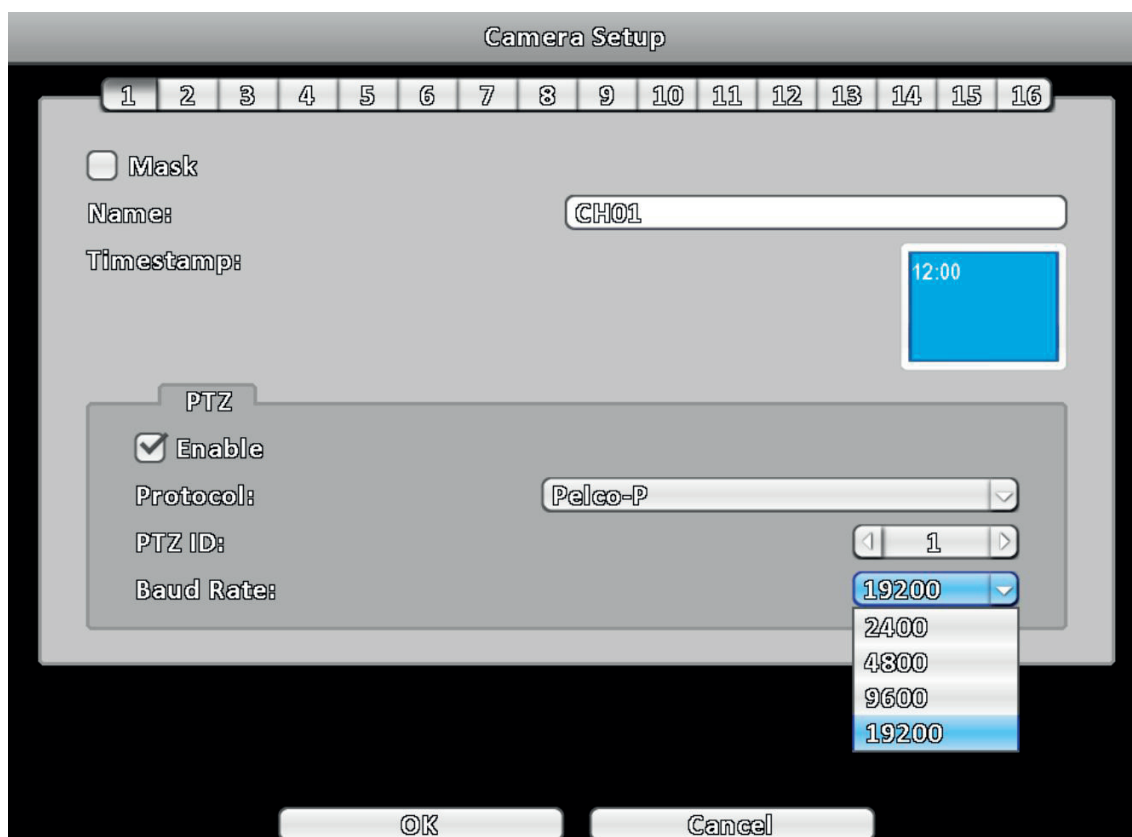 Camera Setup
1 2 3 4 5 6 7 8 9 10 11 12 13 14 15 16
Mask
Name: CH01
Timestamp:
12:00
PTZ
Enable
Protocol: Pelco-P
PTZ ID: 1
Baud Rate: 19200
2400
4800
9600
19200
OK Cancel